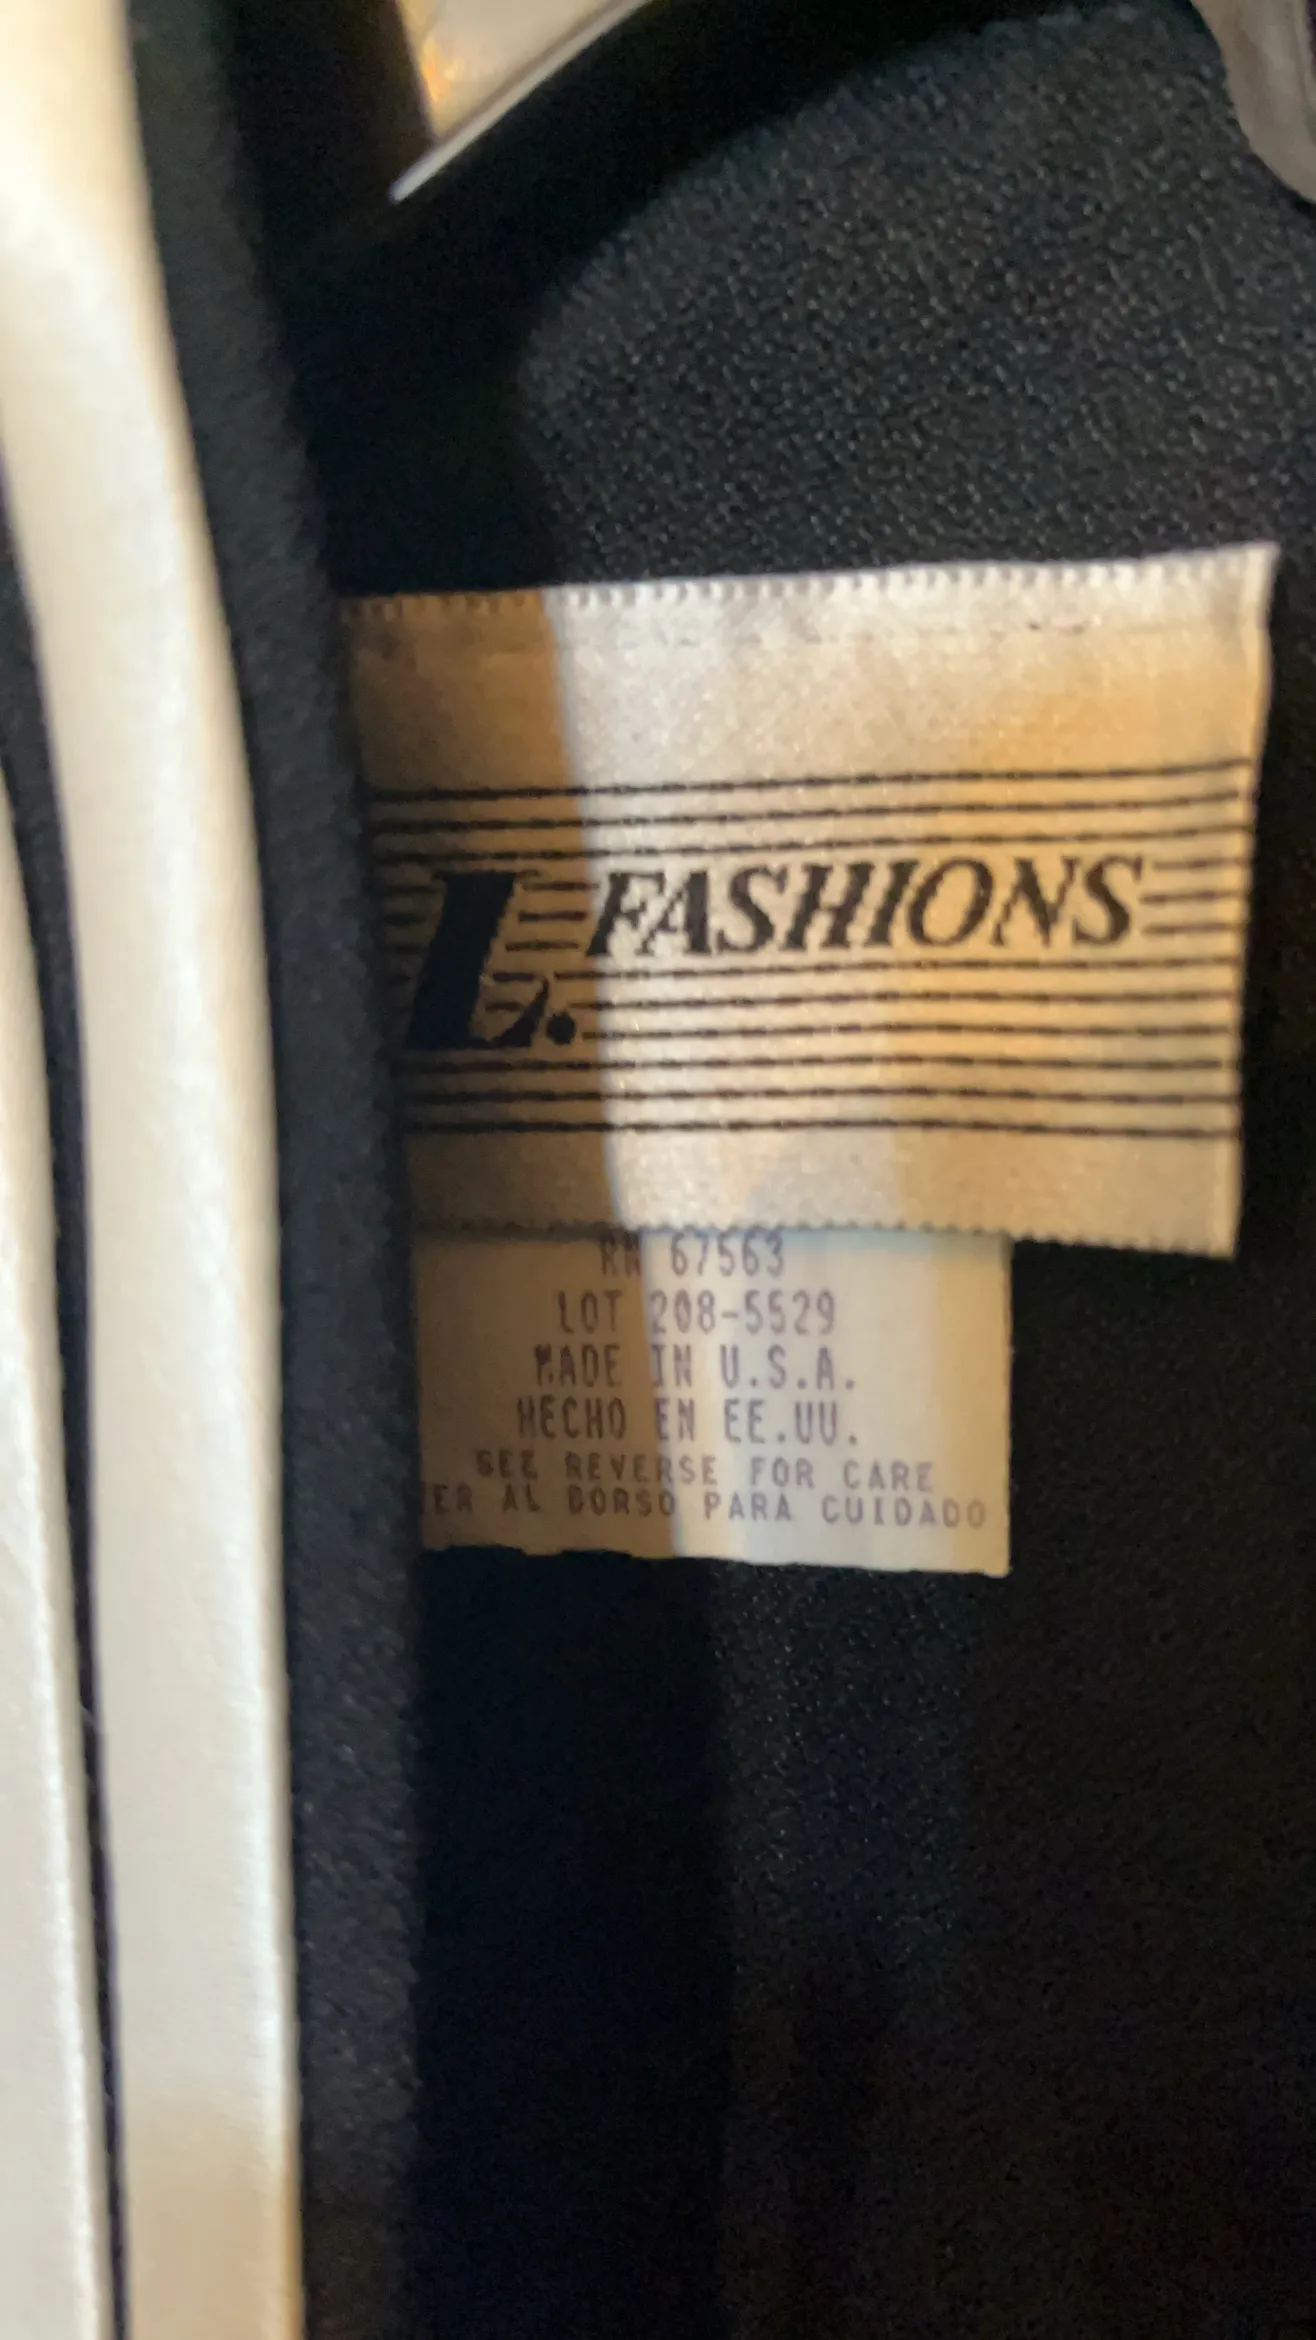 L. FASHIONS
RN 67563
LOT 208-5529
MADE IN U.S.A.
HECHO EN EE.UU.
SEE REVERSE FOR CARE
ER AL DORSO PARA CUIDADO